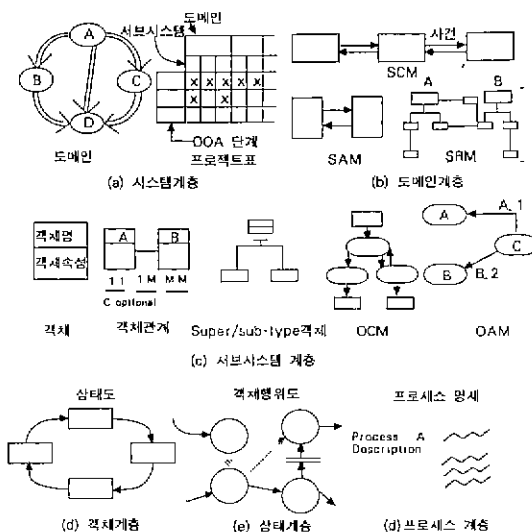 도메인
서브시스템
A
B
C
D
x x x x x
x x
OOA 단계
프로젝트표
도메인
(a) 시스템계층
사건
SCM
A
B
SAM
SRM
(b) 도메인계층
객체명
객체속성
A
B
1 1
1 M
M M
C optional
객체
객체관계
Super/sub-type객체
OCM
A
A_1
C
B
B_2
OAM
(c) 서브시스템 계층
상태도
객체행위도
프로세스 명세
Process A
Description
(d) 객체계층
(e) 상태계층
(d)프로세스 계층